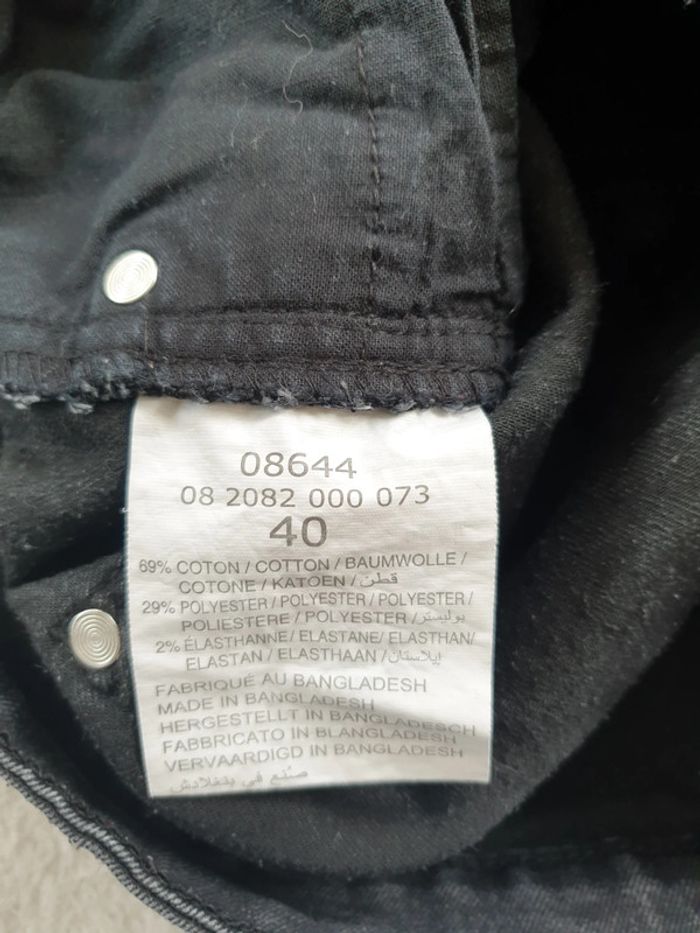 08644
08 2082 000 073
40
69% COTON / COTTON / BAUMWOLLE /
COTONE / KATOEN / قطن
29% POLYESTER / POLYESTER / POLYESTER /
POLIESTERE / POLYESTER / بوليستر
2% ÉLASTHANNE / ELASTANE / ELASTHAN /
ELASTAN / ELASTHAAN / إيلاستان
FABRIQUÉ AU BANGLADESH
MADE IN BANGLADESH
HERGESTELLT IN BANGLADESCH
FABBRICATO IN BLANGLADESH
VERVAARDIGD IN BANGLADESH
صنع في بنغلادش